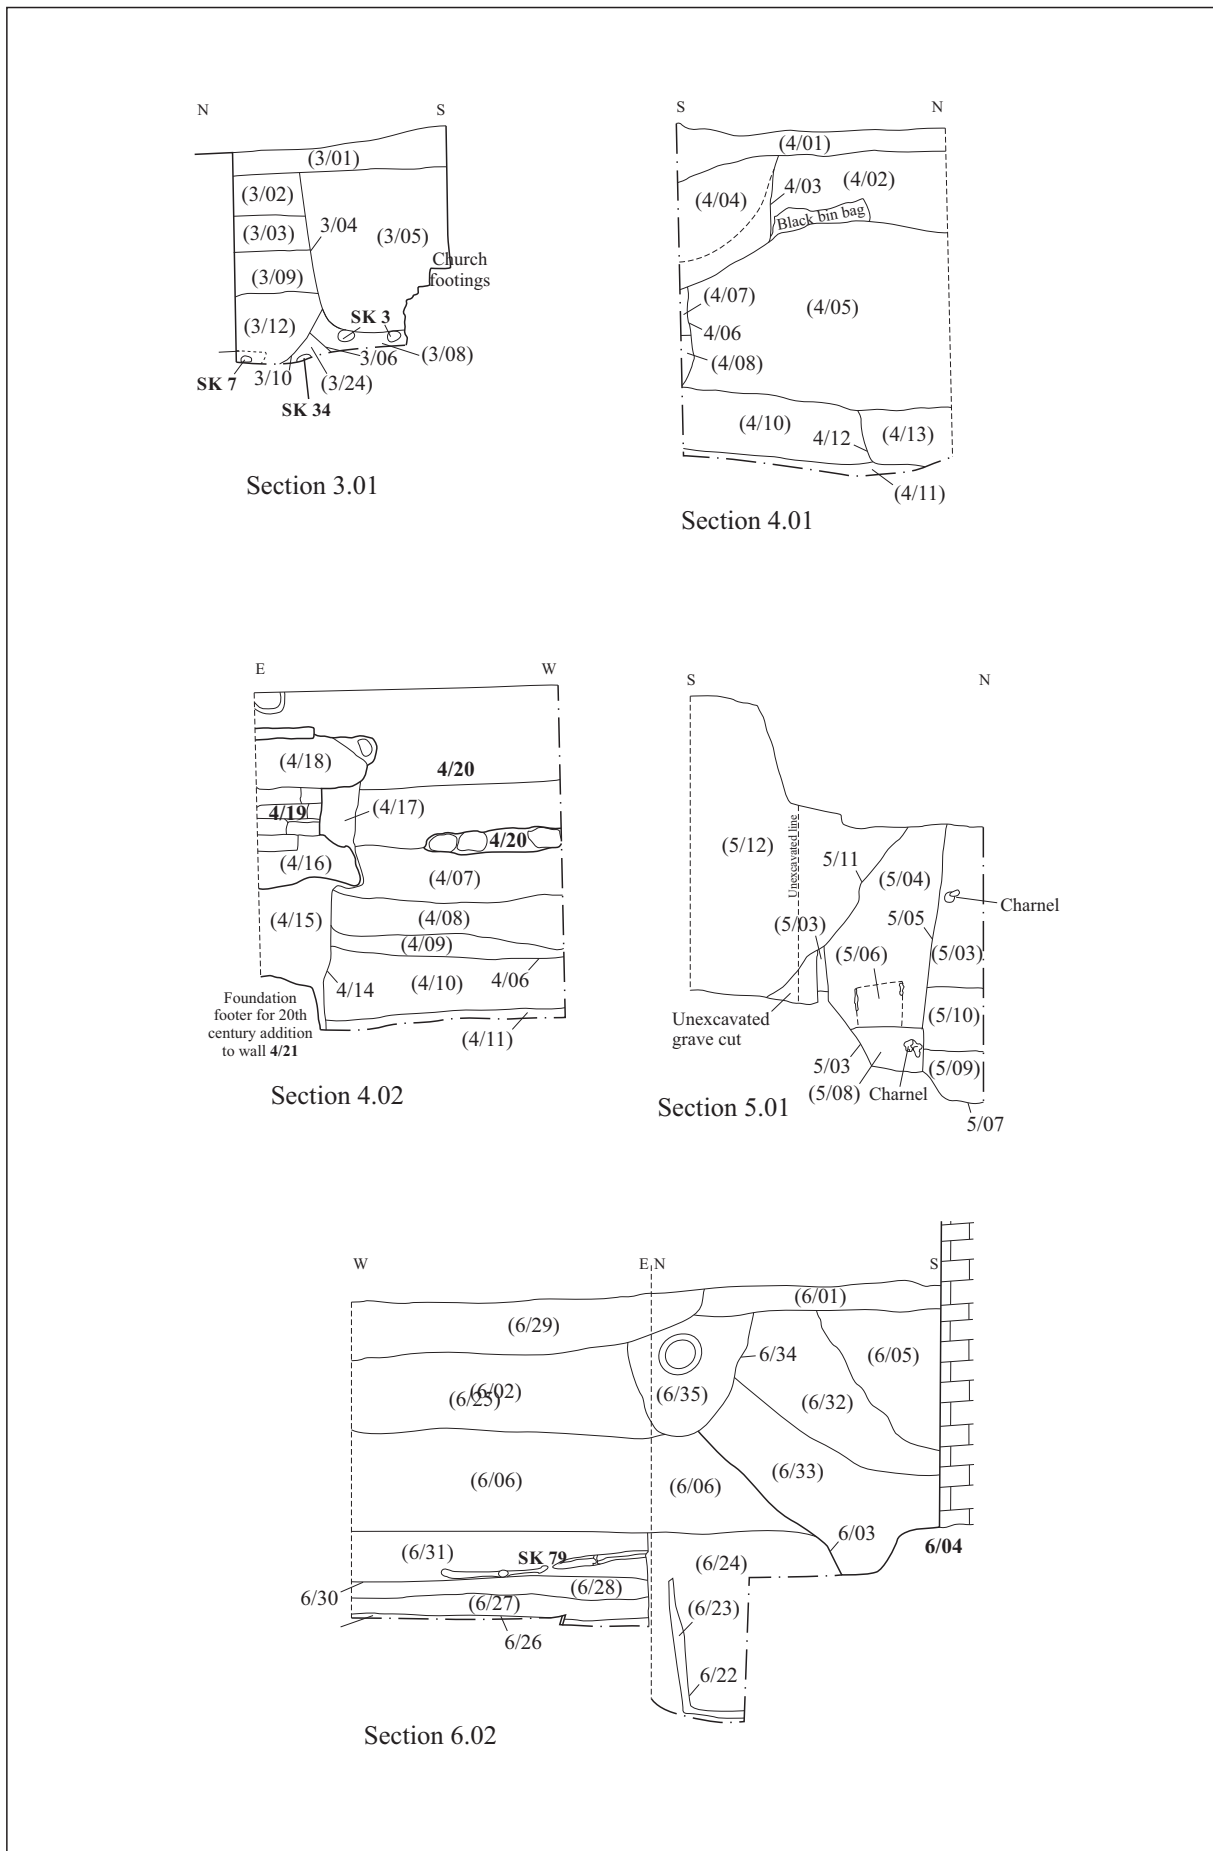 N S
(3/01)
(3/02)
(3/03)
3/04
(3/05)
Church
footings
(3/09)
SK 3
(3/12)
3/06
(3/08)
SK 7
3/10
(3/24)
SK 34
Section 3.01
S N
(4/01)
4/03
(4/02)
(4/04)
Black bin bag
(4/07)
(4/05)
4/06
(4/08)
(4/10)
4/12
(4/13)
(4/11)
Section 4.01
E W
(4/18)
4/20
4/19
(4/17)
4/20
(4/16)
(4/07)
(4/15)
(4/08)
(4/09)
4/14
(4/10)
4/06
(4/11)
Foundation
footer for 20th
century addition
to wall 4/21
Section 4.02
S N
(5/12)
Unexcavated line
5/11
(5/04)
Charnel
(5/03)
5/05
(5/06)
(5/03)
(5/10)
Unexcavated
grave cut
5/03
(5/09)
(5/08)
Charnel
5/07
Section 5.01
W E N S
(6/01)
(6/29)
6/34
(6/05)
(6/02)
(6/25)
(6/35)
(6/32)
(6/06)
(6/06)
(6/33)
6/03
6/04
(6/31)
SK 79
(6/24)
6/30
(6/28)
(6/27)
(6/23)
6/26
6/22
Section 6.02